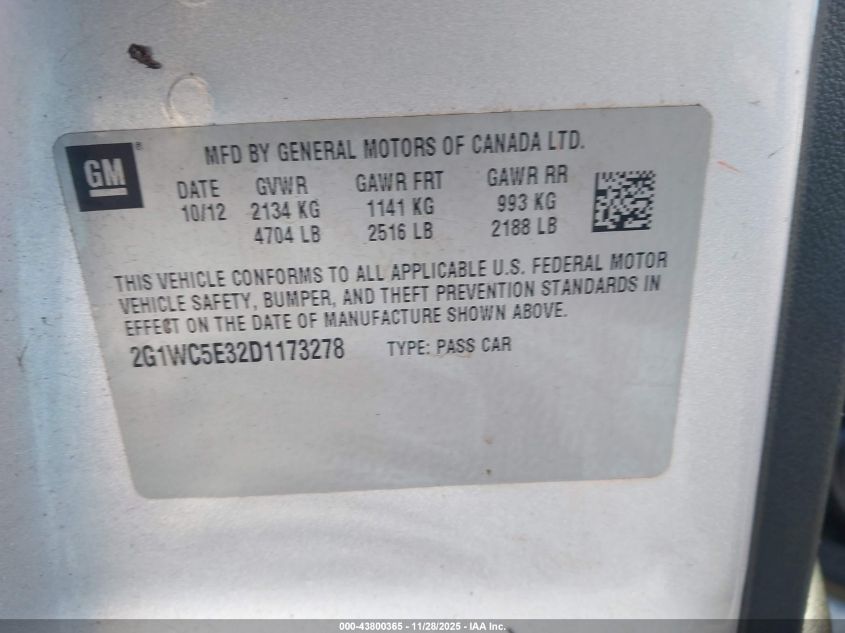 GM®
MFD BY GENERAL MOTORS OF CANADA LTD.
DATE GVWR GAWR FRT GAWR RR
10/12 2134 KG 1141 KG 993 KG
4704 LB 2516 LB 2188 LB
THIS VEHICLE CONFORMS TO ALL APPLICABLE U.S. FEDERAL MOTOR
VEHICLE SAFETY, BUMPER, AND THEFT PREVENTION STANDARDS IN
EFFECT ON THE DATE OF MANUFACTURE SHOWN ABOVE.
2G1WC5E32D1173278 TYPE: PASS CAR
000-43800365 - 11/28/2025 - IAA Inc.